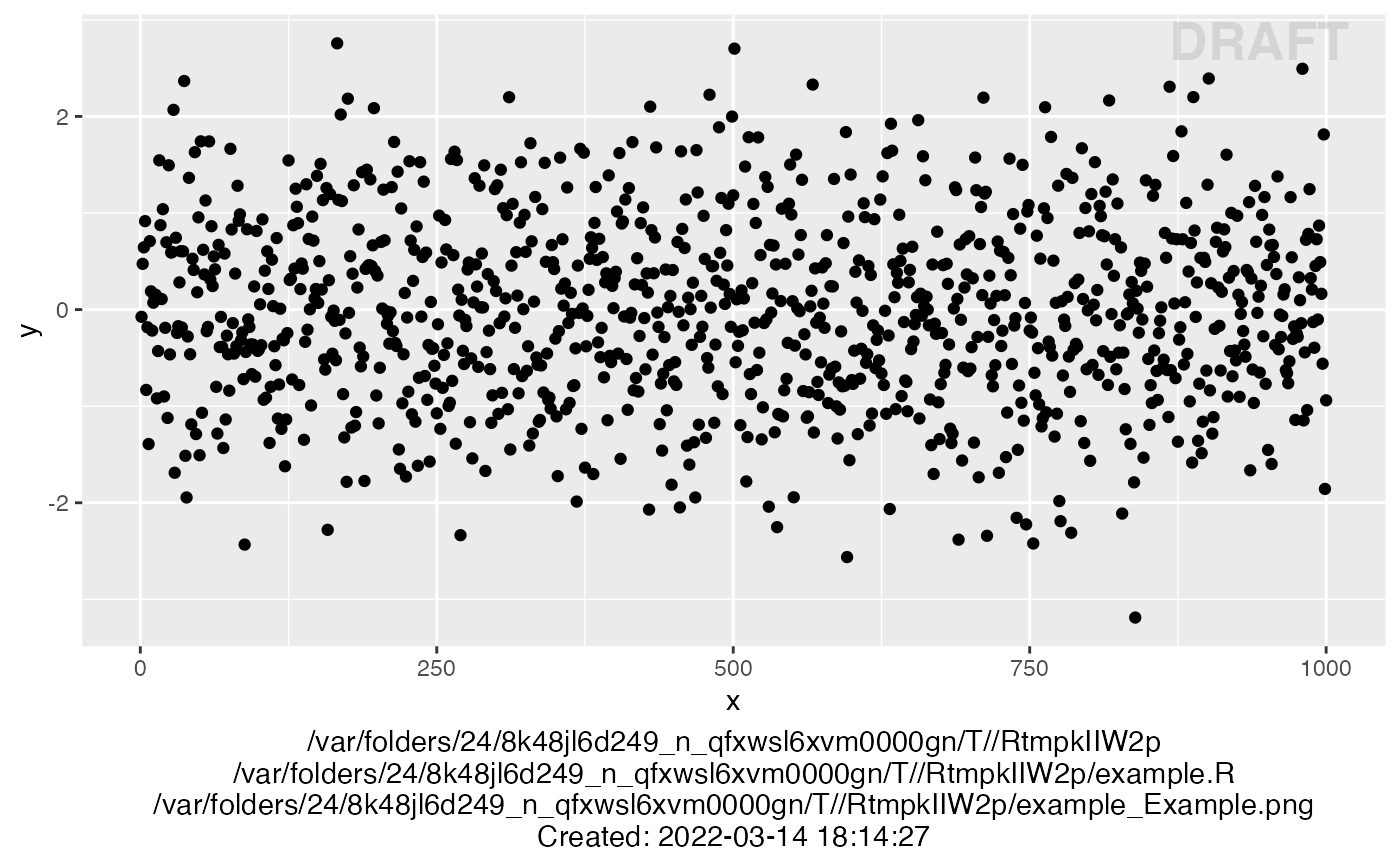 DRAFT
2
0
-2
y
0 250 500 750 1000
x
/var/folders/24/8k48jl6d249_n_qfxwsl6xvm0000gn/T//RtmpkIIW2p
/var/folders/24/8k48jl6d249_n_qfxwsl6xvm0000gn/T//RtmpkIIW2p/example.R
/var/folders/24/8k48jl6d249_n_qfxwsl6xvm0000gn/T//RtmpkIIW2p/example_Example.png
Created: 2022-03-14 18:14:27